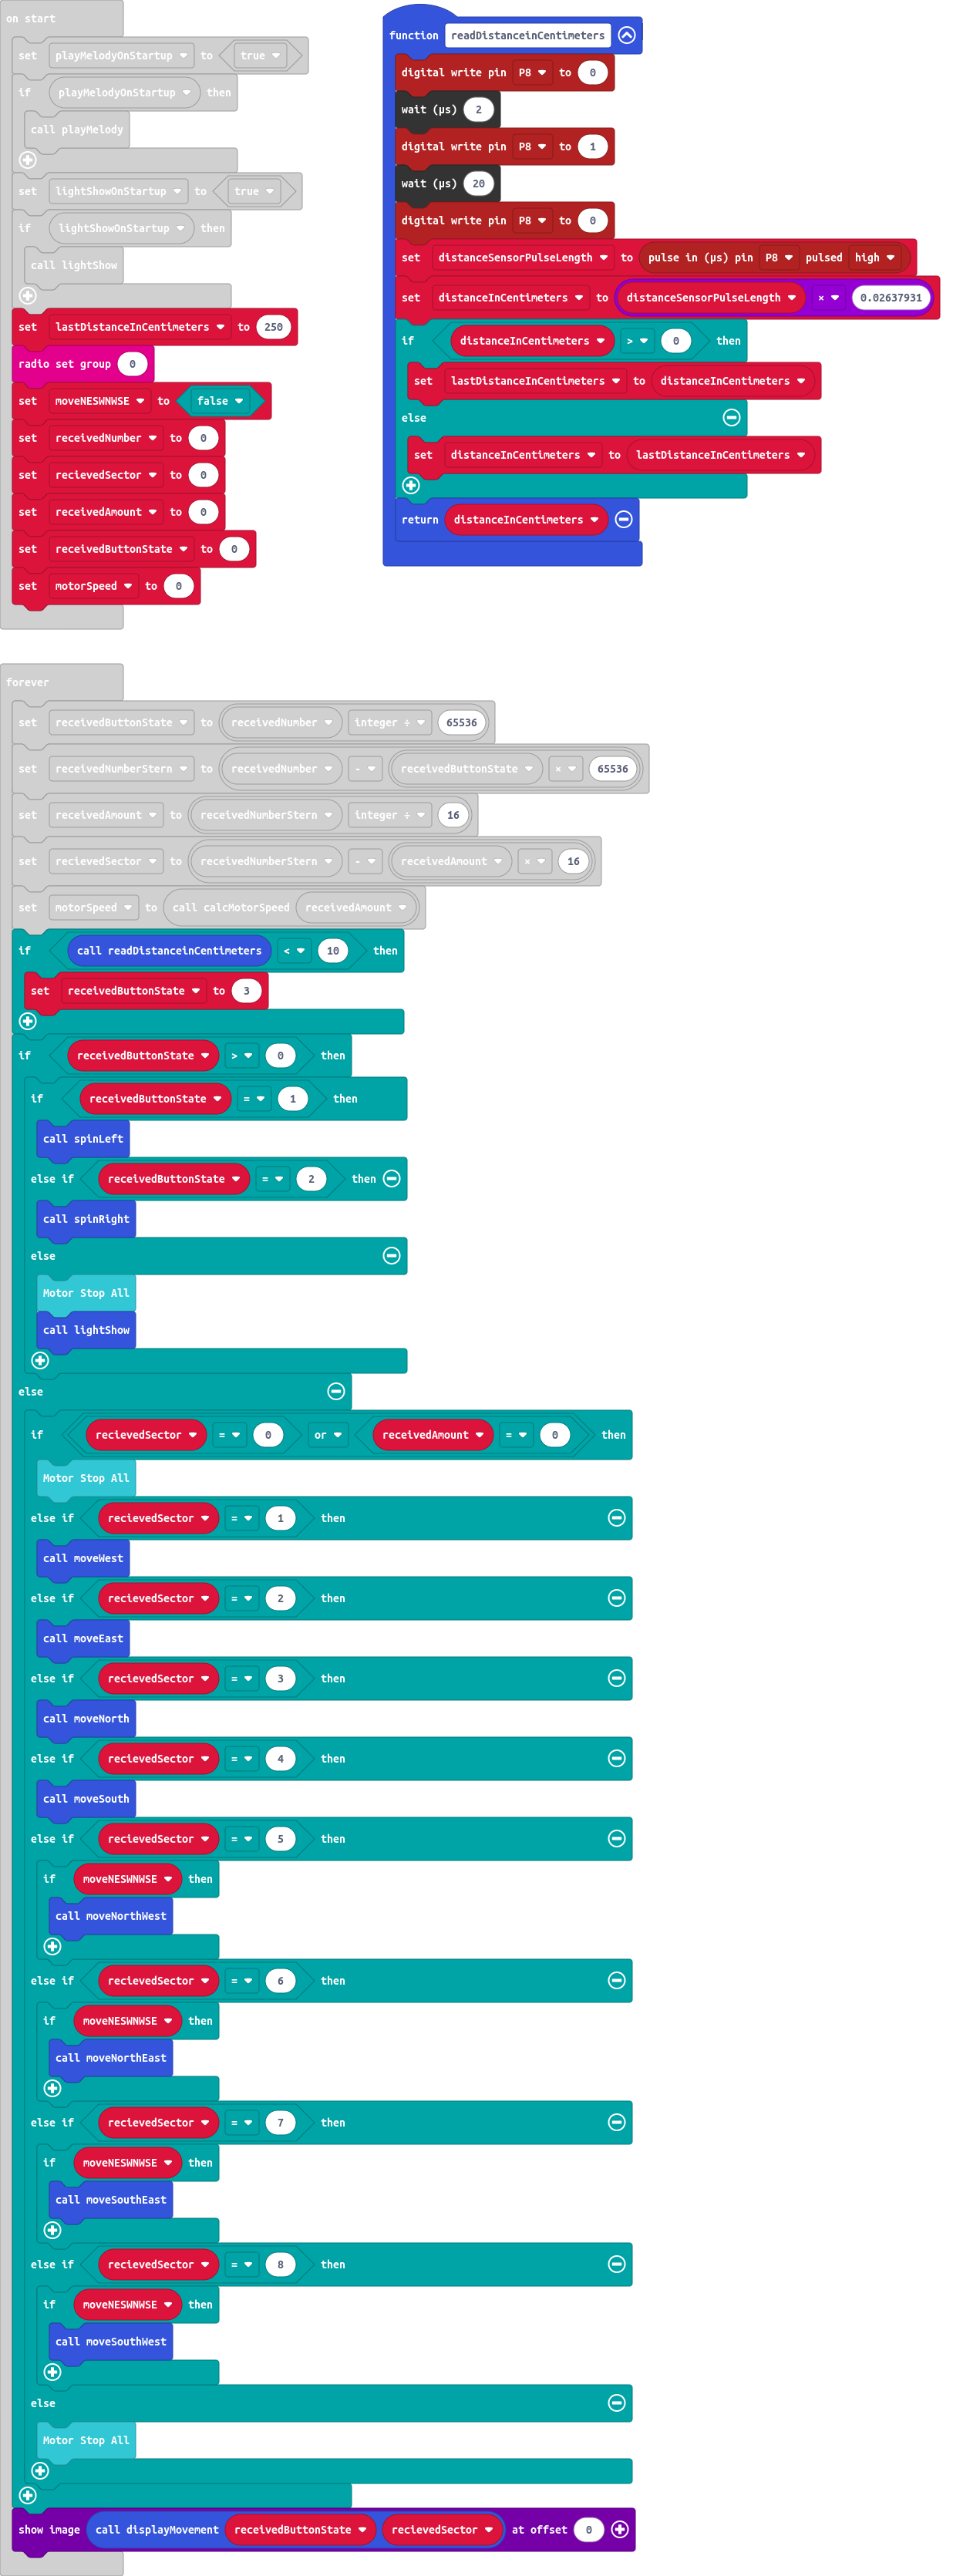 on start
set playMelodyOnStartup to true
if playMelodyOnStartup then
call playMelody
set lightShowOnStartup to true
if lightShowOnStartup then
call lightShow
set lastDistanceInCentimeters to 250
radio set group 0
set moveNESWNWSE to false
set receivedNumber to 0
set recievedSector to 0
set receivedAmount to 0
set receivedButtonState to 0
set motorSpeed to 0
function readDistanceinCentimeters
digital write pin P8 to 0
wait (µs) 2
digital write pin P8 to 1
wait (µs) 20
digital write pin P8 to 0
set distanceSensorPulseLength to pulse in (µs) pin P8 pulsed high
set distanceInCentimeters to distanceSensorPulseLength × 0.02637931
if distanceInCentimeters > 0 then
set lastDistanceInCentimeters to distanceInCentimeters
else
set distanceInCentimeters to lastDistanceInCentimeters
return distanceInCentimeters
forever
set receivedButtonState to receivedNumber integer ÷ 65536
set receivedNumberStern to receivedNumber - receivedButtonState × 65536
set receivedAmount to receivedNumberStern integer ÷ 16
set recievedSector to receivedNumberStern - receivedAmount × 16
set motorSpeed to call calcMotorSpeed receivedAmount
if call readDistanceinCentimeters < 10 then
set receivedButtonState to 3
if receivedButtonState > 0 then
if receivedButtonState = 1 then
call spinLeft
else if receivedButtonState = 2 then
call spinRight
else
Motor Stop All
call lightShow
else
if recievedSector = 0 or receivedAmount = 0 then
Motor Stop All
else if recievedSector = 1 then
call moveWest
else if recievedSector = 2 then
call moveEast
else if recievedSector = 3 then
call moveNorth
else if recievedSector = 4 then
call moveSouth
else if recievedSector = 5 then
if moveNESWNWSE then
call moveNorthWest
else if recievedSector = 6 then
if moveNESWNWSE then
call moveNorthEast
else if recievedSector = 7 then
if moveNESWNWSE then
call moveSouthEast
else if recievedSector = 8 then
if moveNESWNWSE then
call moveSouthWest
else
Motor Stop All
show image call displayMovement receivedButtonState recievedSector at offset 0